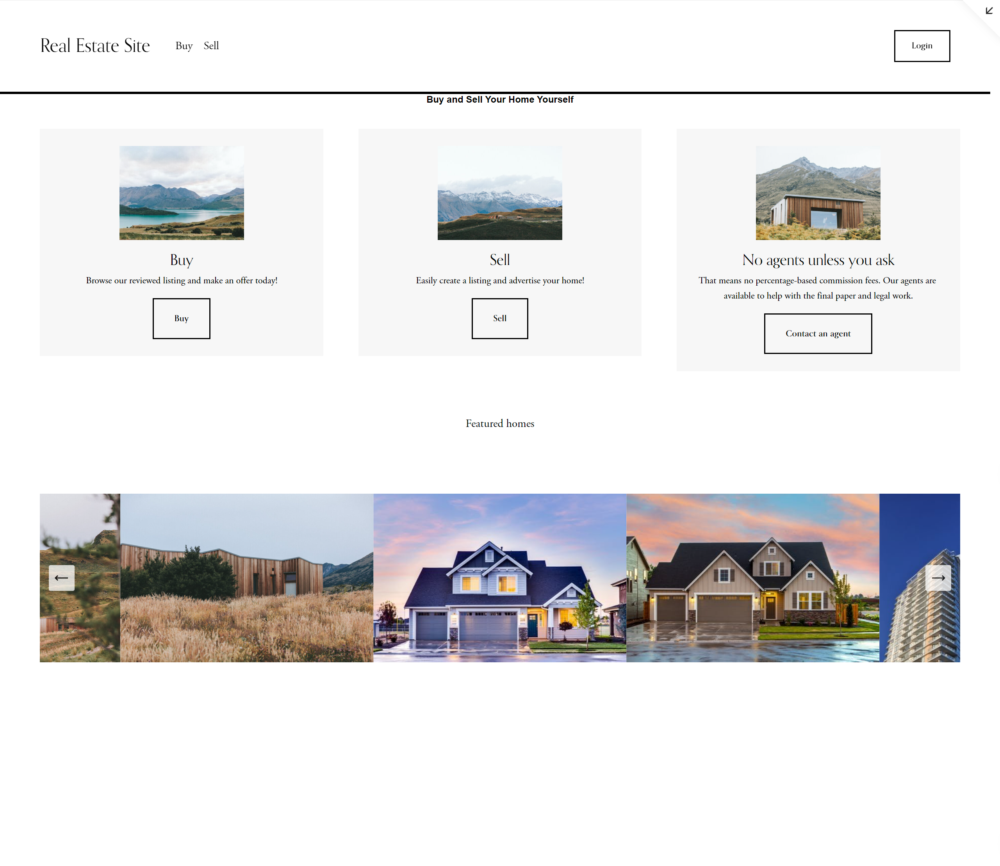 Real Estate Site
Buy
Sell
Login
Buy and Sell Your Home Yourself
Buy
Browse our reviewed listing and make an offer today!
Buy
Sell
Easily create a listing and advertise your home!
Sell
No agents unless you ask
That means no percentage-based commission fees. Our agents are
available to help with the final paper and legal work.
Contact an agent
Featured homes